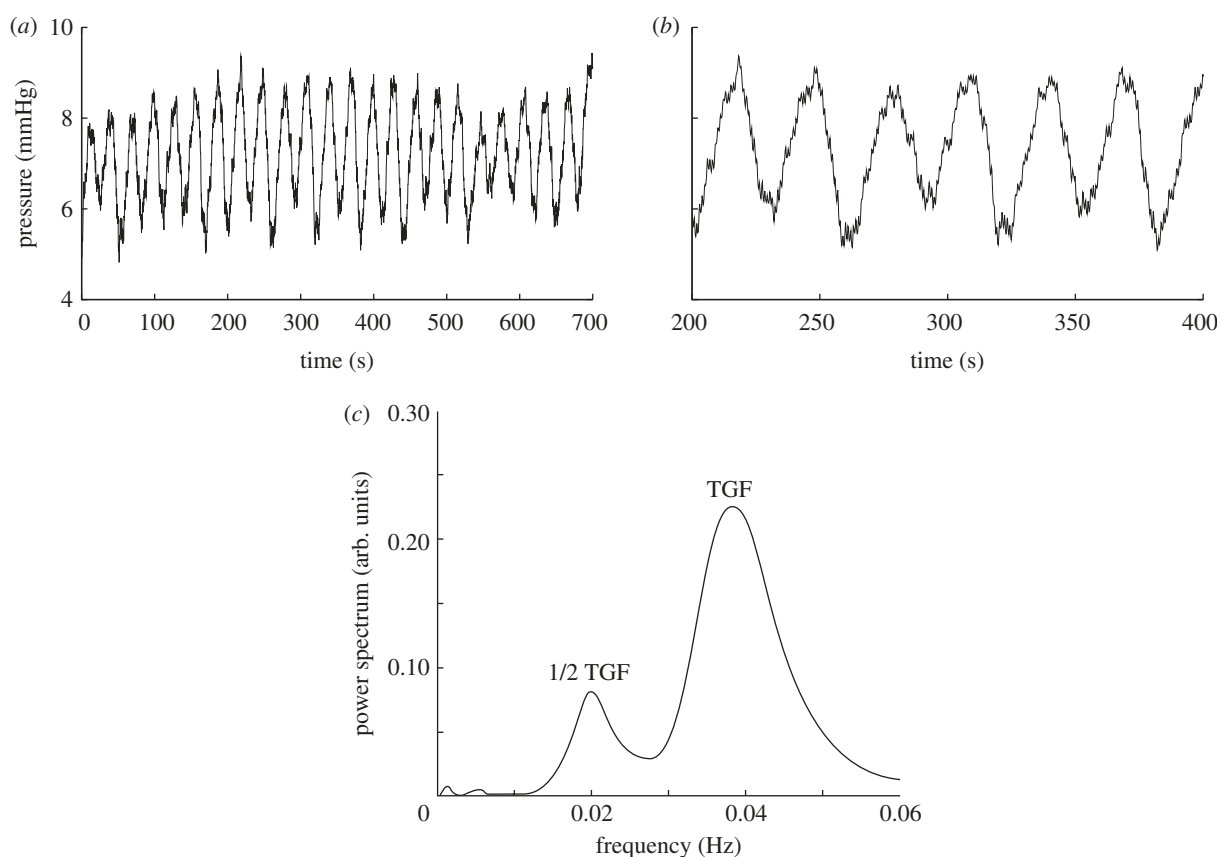 (a)
10
8
6
4
pressure (mmHg)
0 100 200 300 400 500 600 700
time (s)
(b)
200 250 300 350 400
time (s)
(c)
0.30
0.20
0.10
0
power spectrum (arb. units)
TGF
1/2 TGF
0.02 0.04 0.06
frequency (Hz)